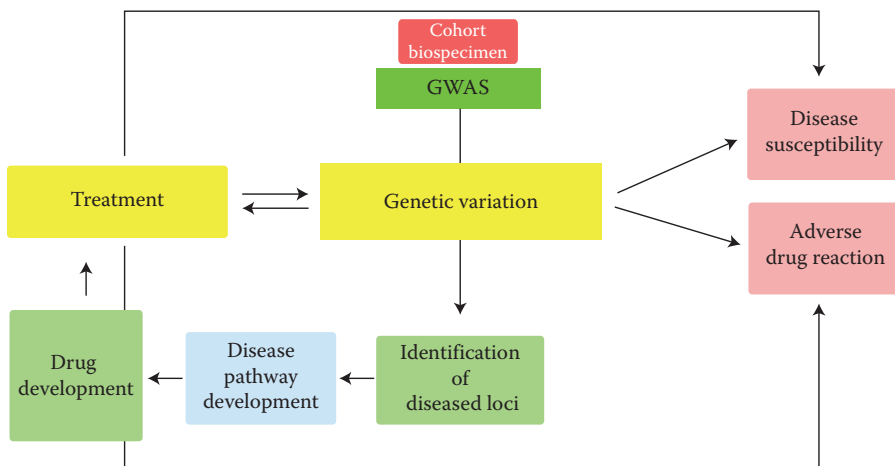 Cohort
biospecimen
GWAS
Disease
susceptibility
Treatment
Genetic variation
Adverse
drug reaction
Drug
development
Disease
pathway
development
Identification
of
diseased loci